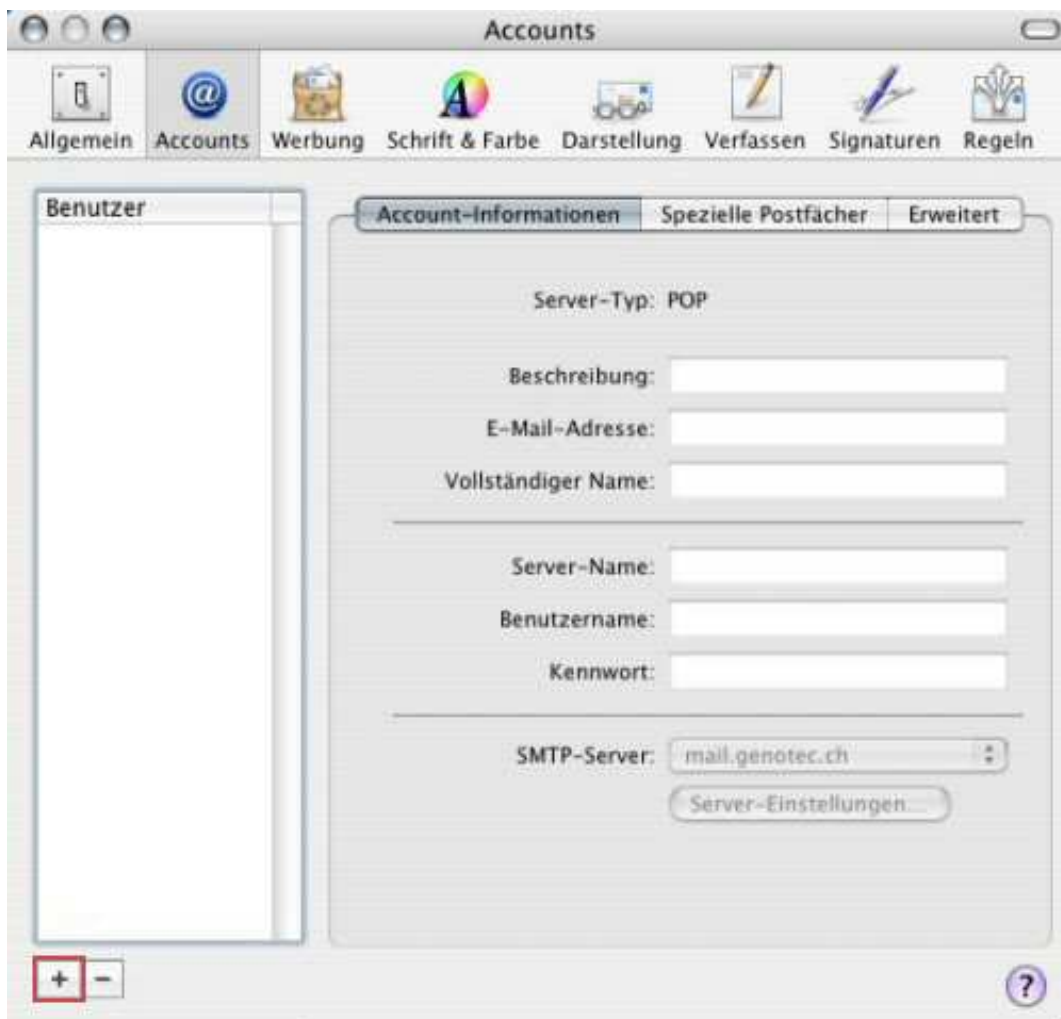 Accounts
Allgemein Accounts Werbung Schrift & Farbe Darstellung Verfassen Signaturen Regeln
Benutzer
Account-Informationen Spezielle Postfächer Erweitert
Server-Typ: POP
Beschreibung:
E-Mail-Adresse:
Vollständiger Name:
Server-Name:
Benutzername:
Kennwort:
SMTP-Server: mail.genotec.ch
Server-Einstellungen...
+ - ?